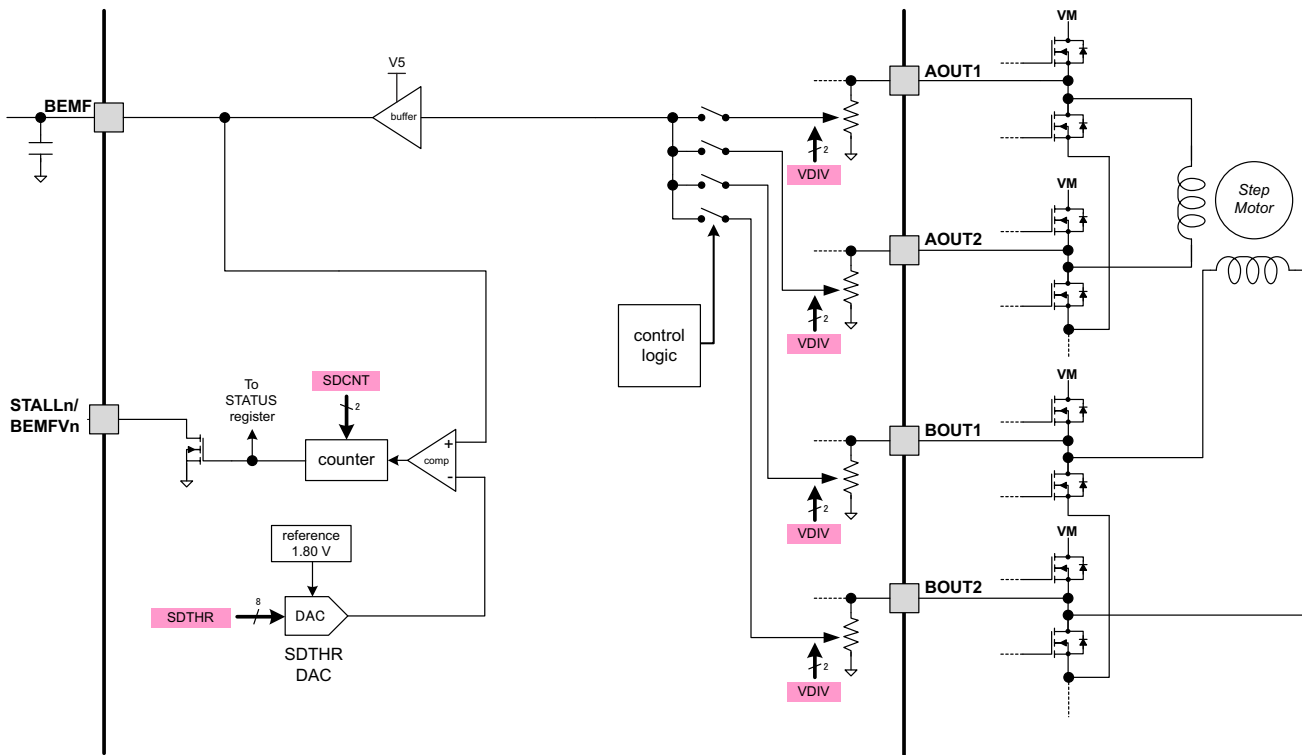 VM
V5
AOUT1
BEMF
buffer
2
VDIV
VM
Step
Motor
AOUT2
control
logic
2
VDIV
VM
To
STATUS
register
SDCNT
2
STALLn/
BEMFVn
BOUT1
counter
comp
+
-
2
VDIV
reference
1.80 V
VM
BOUT2
SDTHR
8
DAC
SDTHR
DAC
2
VDIV